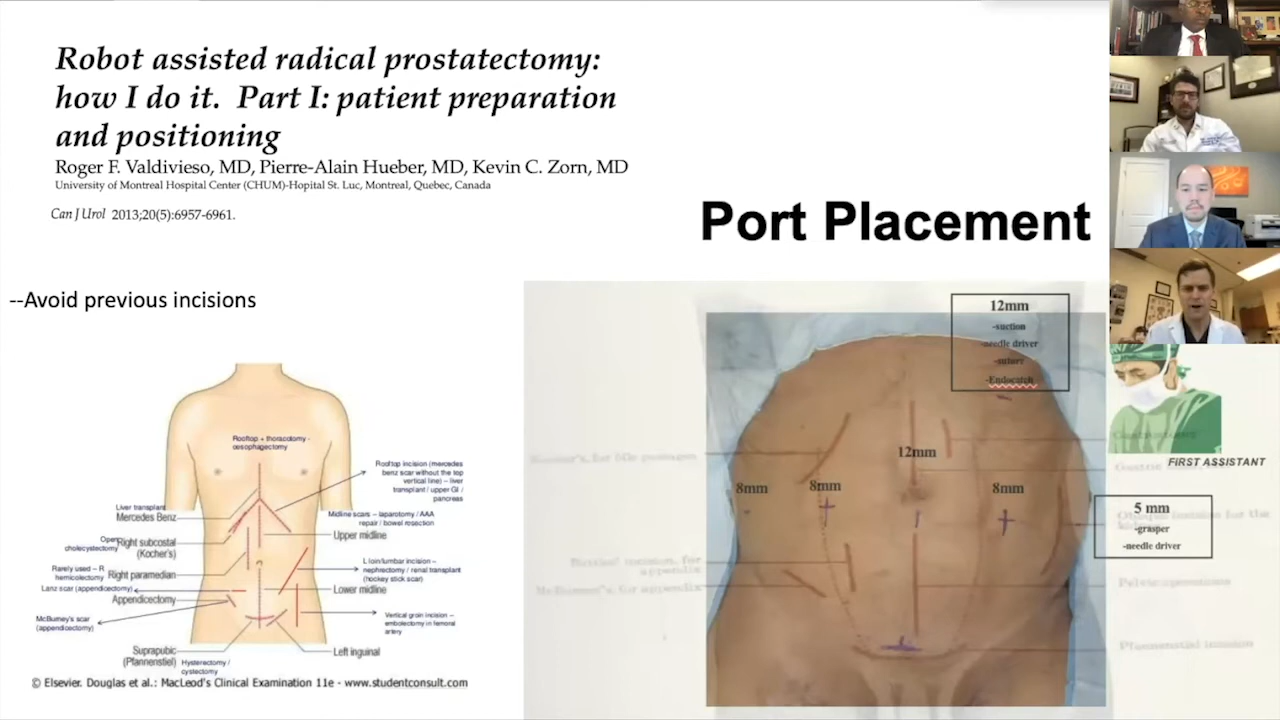 Robot assisted radical prostatectomy:
how I do it. Part I: patient preparation
and positioning
Roger F. Valdivieso, MD, Pierre-Alain Hueber, MD, Kevin C. Zorn, MD
University of Montreal Hospital Center (CHUM)-Hopital St. Luc, Montreal, Quebec, Canada
Can J Urol 2013;20(5):6957-6961.
Port Placement
--Avoid previous incisions
Rooftop + thoracotomy -
oesophagectomy
Rooftop incision (mercedes
benz scar without the top
vertical line) – liver
transplant / upper GI /
pancreas
Liver transplant
Mercedes Benz
Midline scars – laparotomy / AAA
repair / bowel resection
Open
cholecystectomy
Right subcostal
(Kocher's)
Upper midline
Rarely used – R
hemicolectomy
Right paramedian
L loin/lumbar incision –
nephrectomy / renal transplant
(hockey stick scar)
Lanz scar (appendicectomy)
Appendicectomy
Lower midline
McBurney's scar
(appendicectomy)
Vertical groin incision –
embolectomy in femoral
artery
Suprapubic
(Pfannenstiel)
Hysterectomy /
cystectomy
Left inguinal
© Elsevier. Douglas et al.: MacLeod's Clinical Examination 11e - www.studentconsult.com
12mm
-suction
-needle driver
-suture
-Endocatch
12mm
8mm
8mm
8mm
5 mm
-grasper
-needle driver
FIRST ASSISTANT